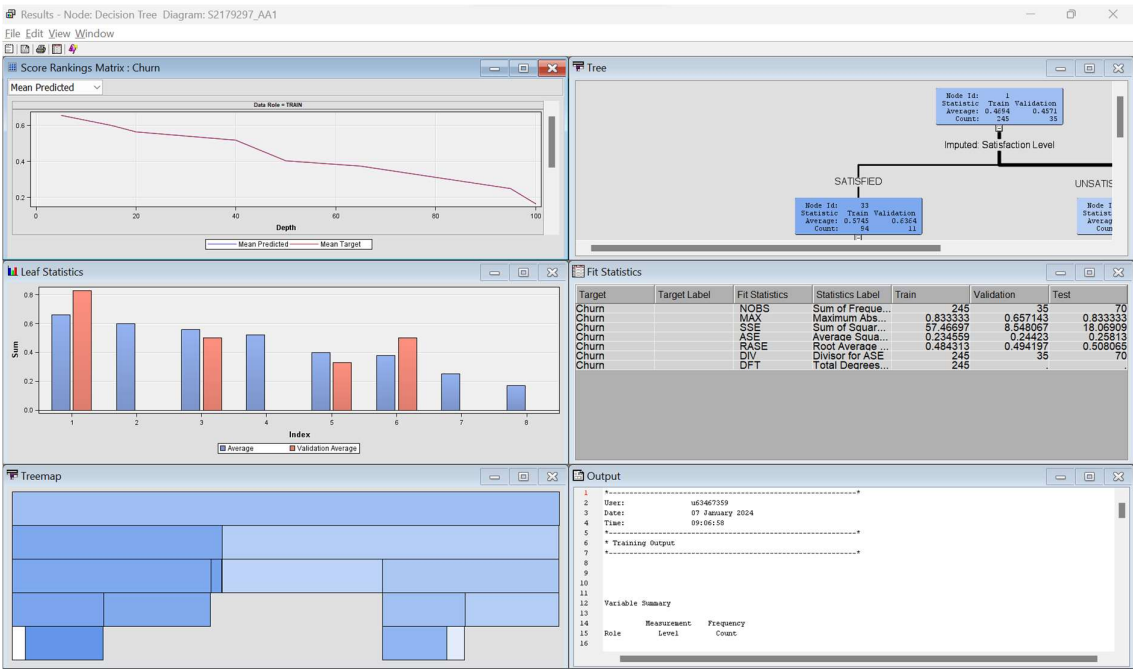 Results - Node: Decision Tree Diagram: S2179297_AA1
File Edit View Window
Score Rankings Matrix : Churn
Mean Predicted
Data Role = TRAIN
0.6
0.4
0.2
0 20 40 60 80 100
Depth
Mean Predicted Mean Target
Tree
Node Id: 1
Statistic Train Validation
Average: 0.4694 0.4571
Count: 245 35
Imputed: Satisfaction Level
SATISFIED
UNSATIS
Node Id: 33
Statistic Train Validation
Average: 0.5745 0.6364
Count: 94 11
Node I
Statist
Averag
Coun
Leaf Statistics
0.8
0.6
0.4
0.2
0.0
Sum
1 2 3 4 5 6 7 8
Index
Average Validation Average
Fit Statistics
Target Target Label Fit Statistics Statistics Label Train Validation Test
Churn NOBS Sum of Freque... 245 35 70
Churn MAX Maximum Abs... 0.833333 0.657143 0.833333
Churn SSE Sum of Squar... 57.46697 8.548067 18.06909
Churn ASE Average Squa... 0.234559 0.24423 0.25813
Churn RASE Root Average ... 0.484313 0.494197 0.508065
Churn DIV Divisor for ASE 245 35 70
Churn DFT Total Degrees... 245 . .
Treemap
Output
1 *------------------------------------------------------------*
2 User: u63467359
3 Date: 07 January 2024
4 Time: 09:06:58
5 *------------------------------------------------------------*
6 * Training Output
7 *------------------------------------------------------------*
8
9
10
11
12 Variable Summary
13
14 Measurement Frequency
15 Role Level Count
16